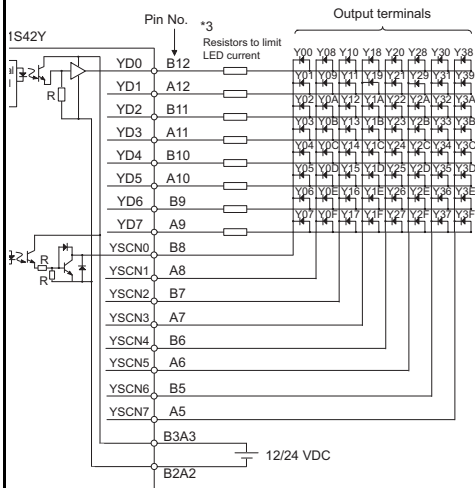 Pin No.
*3
Output terminals
1S42Y
Resistors to limit
LED current
Y00 Y08 Y10 Y18 Y20 Y28 Y30 Y38
YD0 B12
Y01 Y09 Y11 Y19 Y21 Y29 Y31 Y39
YD1 A12
Y02 Y0A Y12 Y1A Y22 Y2A Y32 Y3A
R
YD2 B11
Y03 Y0B Y13 Y1B Y23 Y2B Y33 Y3B
YD3 A11
Y04 Y0C Y14 Y1C Y24 Y2C Y34 Y3C
YD4 B10
Y05 Y0D Y15 Y1D Y25 Y2D Y35 Y3D
YD5 A10
Y06 Y0E Y16 Y1E Y26 Y2E Y36 Y3E
YD6 B9
Y07 Y0F Y17 Y1F Y27 Y2F Y37 Y3F
YD7 A9
YSCN0 B8
R
R
YSCN1 A8
YSCN2 B7
YSCN3 A7
YSCN4 B6
YSCN5 A6
YSCN6 B5
YSCN7 A5
B3A3
12/24 VDC
B2A2